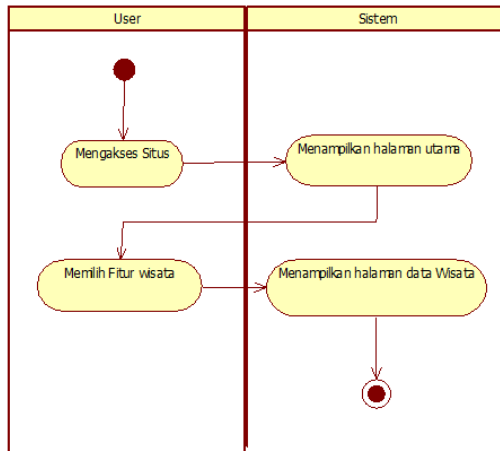 User
Sistem
Mengakses Situs
Menampilkan halaman utama
Memilih Fitur wisata
Menampilkan halaman data Wisata